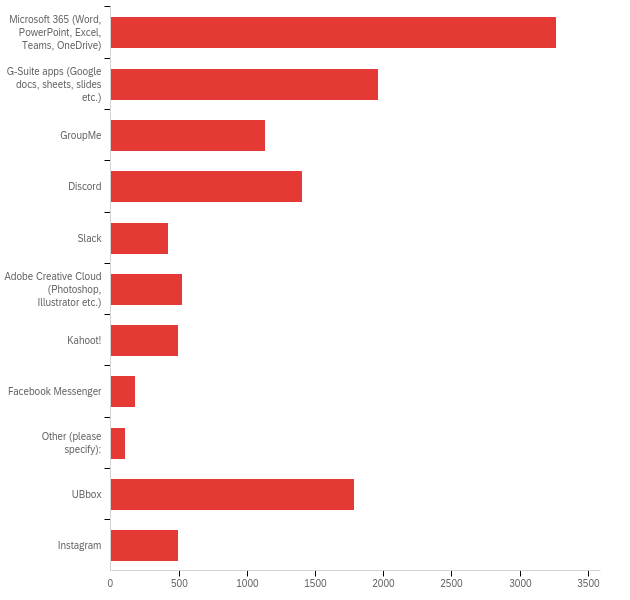 Microsoft 365 (Word,
PowerPoint, Excel,
Teams, OneDrive)
G-Suite apps (Google
docs, sheets, slides
etc.)
GroupMe
Discord
Slack
Adobe Creative Cloud
(Photoshop,
Illustrator etc.)
Kahoot!
Facebook Messenger
Other (please
specify):
UBbox
Instagram
0 500 1000 1500 2000 2500 3000 3500